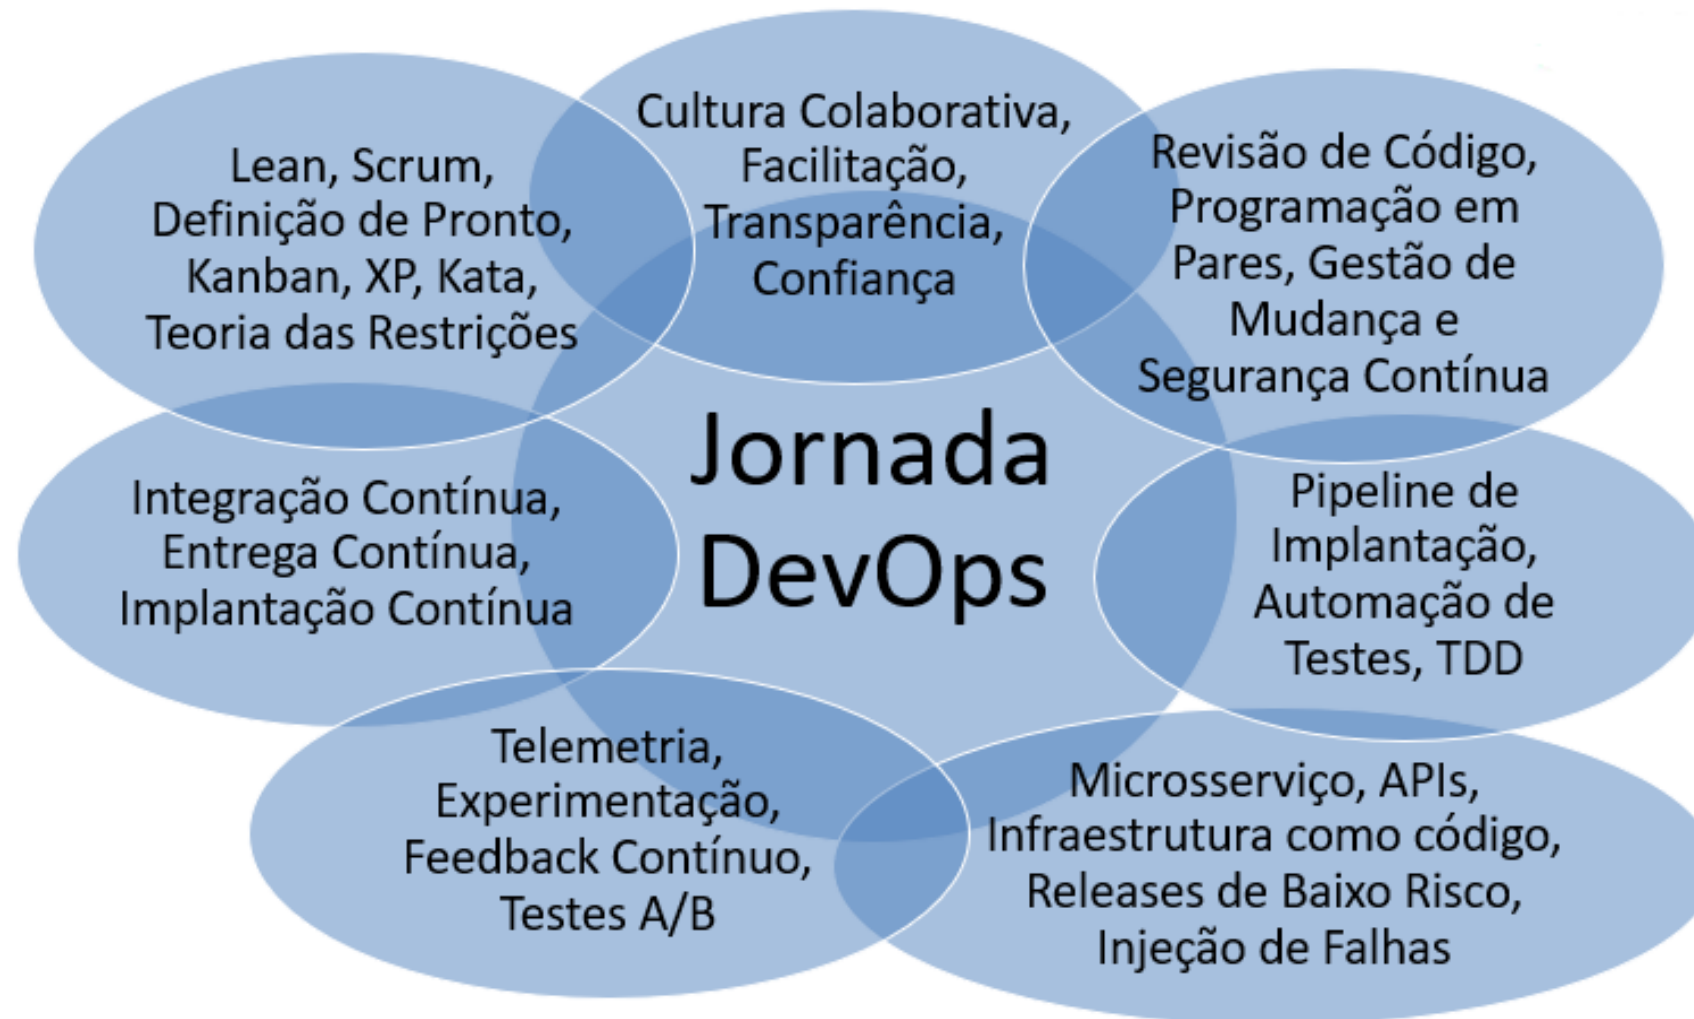 Cultura Colaborativa,
Facilitação,
Transparência,
Confiança
Revisão de Código,
Programação em
Pares, Gestão de
Mudança e
Segurança Contínua
Pipeline de
Implantação,
Automação de
Testes, TDD
Microsserviço, APIs,
Infraestrutura como código,
Releases de Baixo Risco,
Injeção de Falhas
Telemetria,
Experimentação,
Feedback Contínuo,
Testes A/B
Integração Contínua,
Entrega Contínua,
Implantação Contínua
Lean, Scrum,
Definição de Pronto,
Kanban, XP, Kata,
Teoria das Restrições
Jornada
DevOps